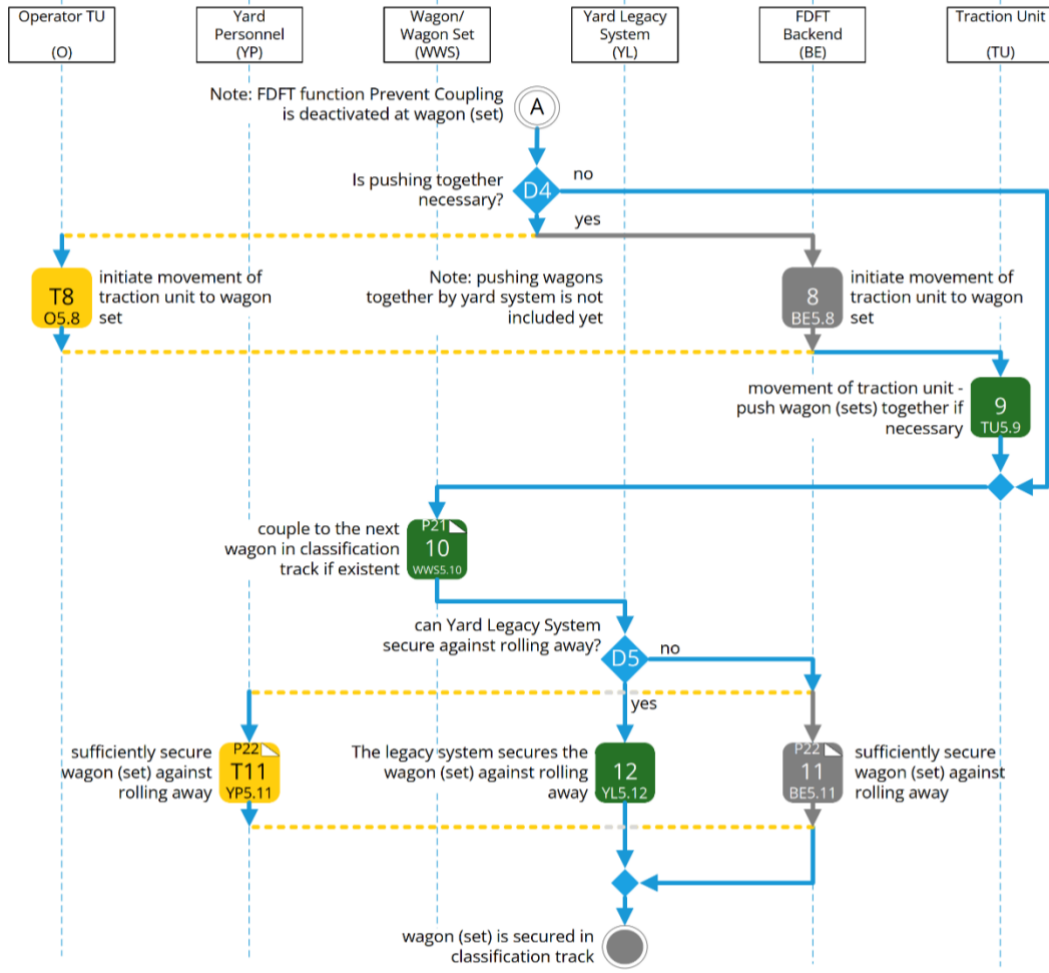 Operator TU
(O)
Yard
Personnel
(YP)
Wagon/
Wagon Set
(WWS)
Yard Legacy
System
(YL)
FDFT
Backend
(BE)
Traction Unit
(TU)
Note: FDFT function Prevent Coupling
is deactivated at wagon (set)
A
Is pushing together
necessary?
D4
no
yes
T8
O5.8
initiate movement of
traction unit to wagon
set
Note: pushing wagons
together by yard system is not
included yet
8
BE5.8
initiate movement of
traction unit to wagon
set
movement of traction unit -
push wagon (sets) together if
necessary
9
TU5.9
couple to the next
wagon in classification
track if existent
P21
10
WWS5.10
can Yard Legacy System
secure against rolling away?
D5
no
yes
sufficiently secure
wagon (set) against
rolling away
P22
T11
YP5.11
The legacy system secures the
wagon (set) against rolling
away
12
YL5.12
P22
11
BE5.11
sufficiently secure
wagon (set) against
rolling away
wagon (set) is secured in
classification track